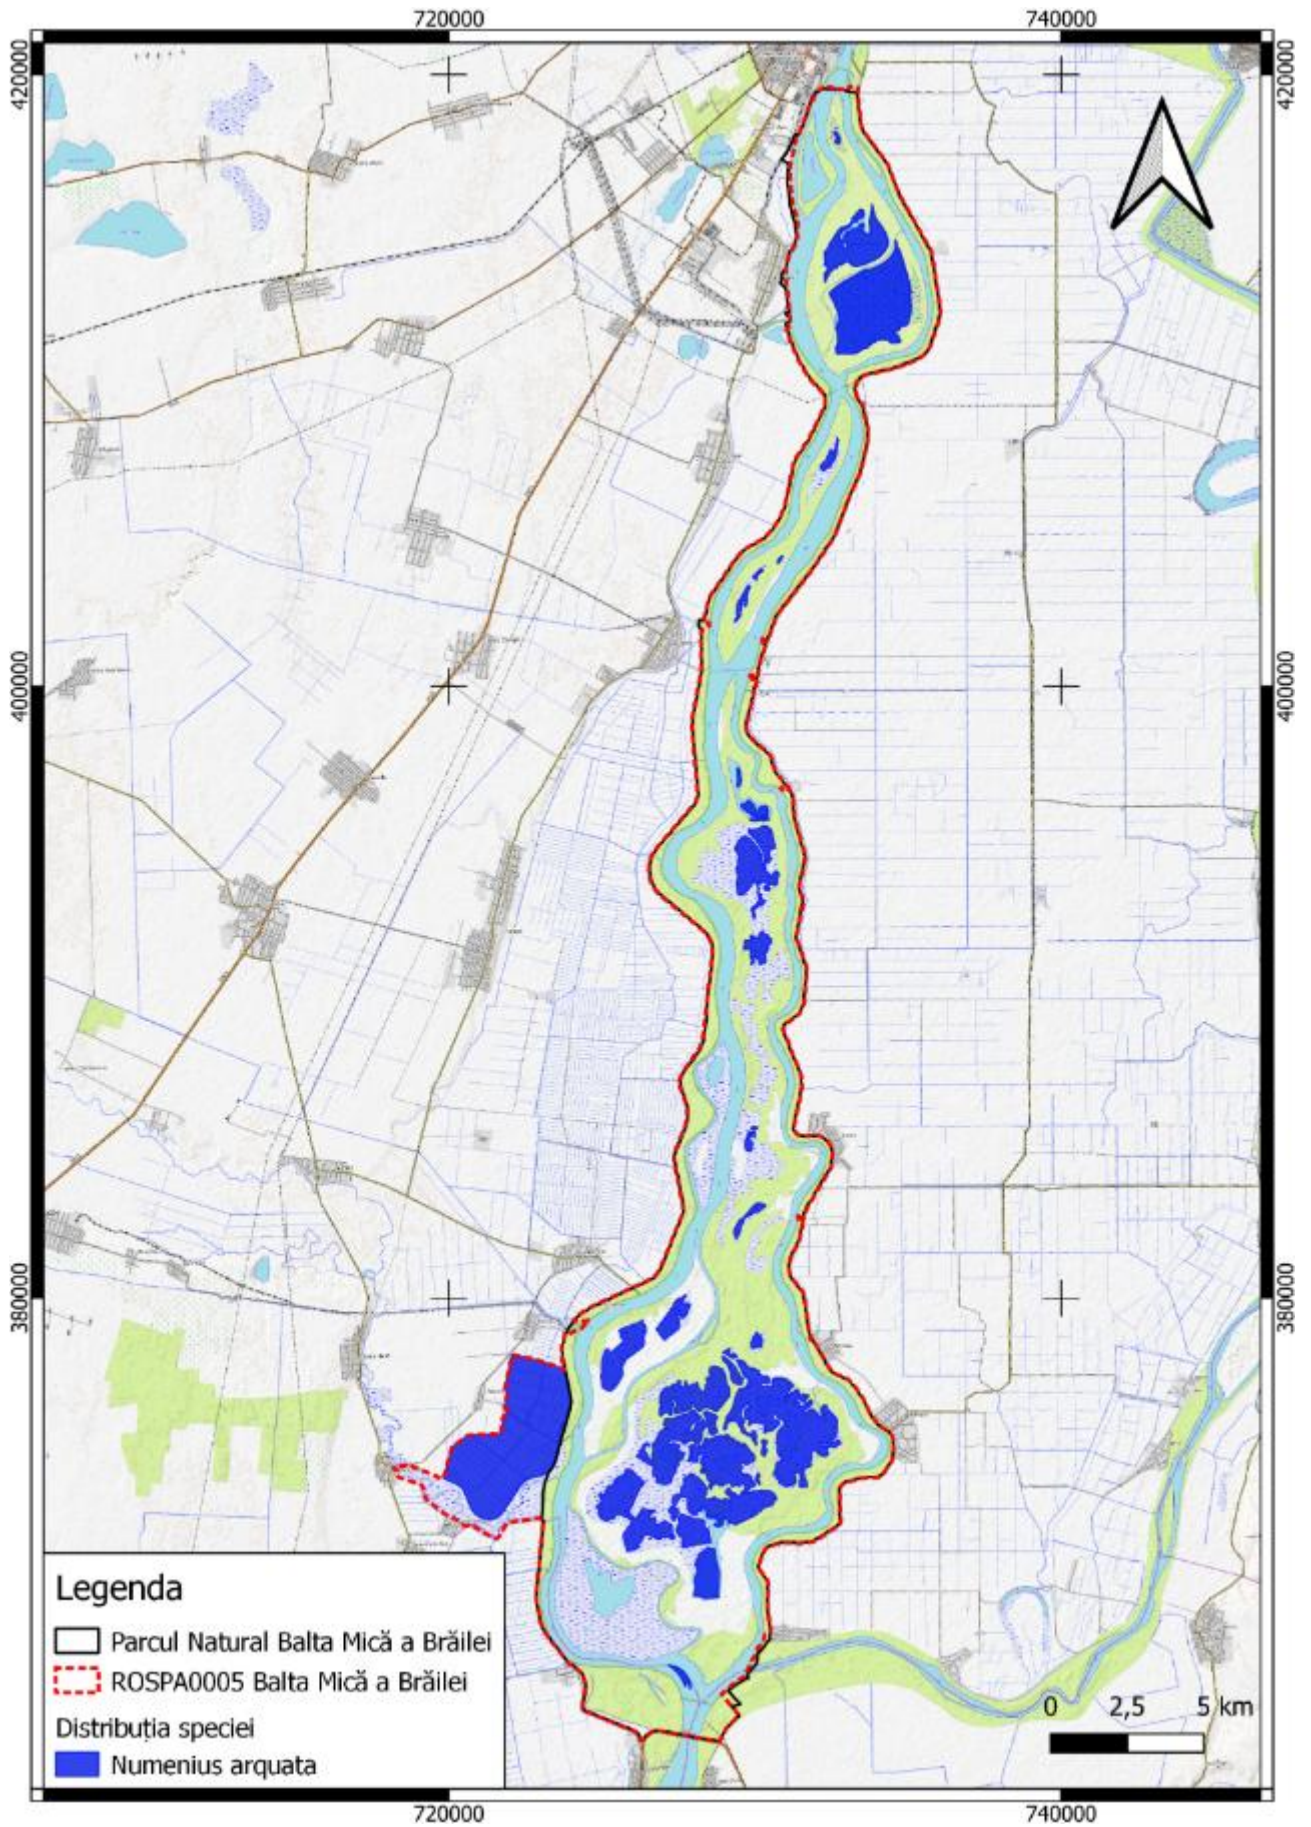 720000
740000
420000
420000
400000
400000
380000
380000
Legenda
Parcul Natural Balta Mică a Brăilei
ROSPA0005 Balta Mică a Brăilei
Distribuția speciei
Numenius arquata
0 2,5 5 km
720000
740000